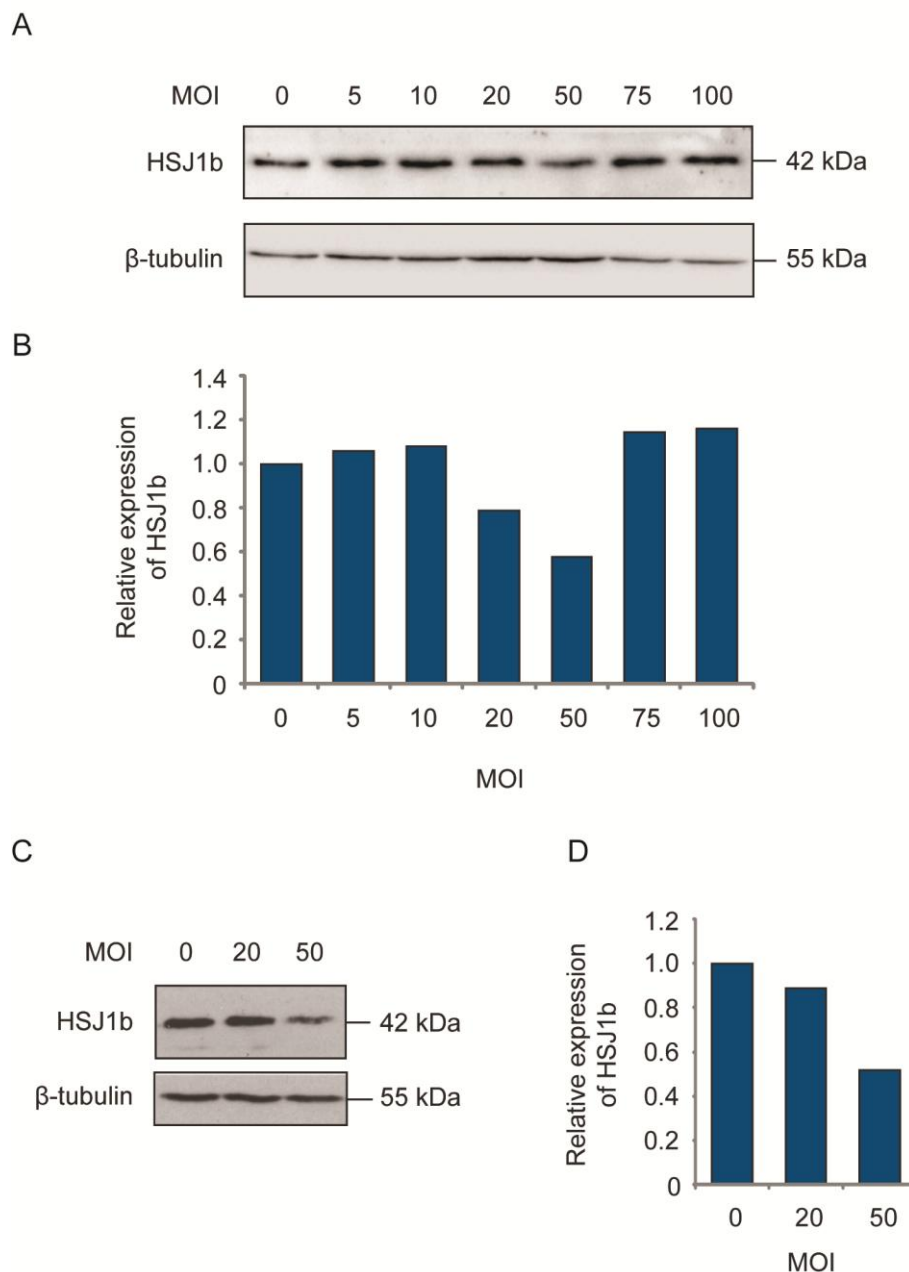 A
MOI 0 5 10 20 50 75 100
HSJ1b 42 kDa
β-tubulin 55 kDa
B
Relative expression
of HSJ1b
1.4
1.2
1.0
0.8
0.6
0.4
0.2
0
0 5 10 20 50 75 100
MOI
C
MOI 0 20 50
HSJ1b 42 kDa
β-tubulin 55 kDa
D
Relative expression
of HSJ1b
1.2
1.0
0.8
0.6
0.4
0.2
0
0 20 50
MOI